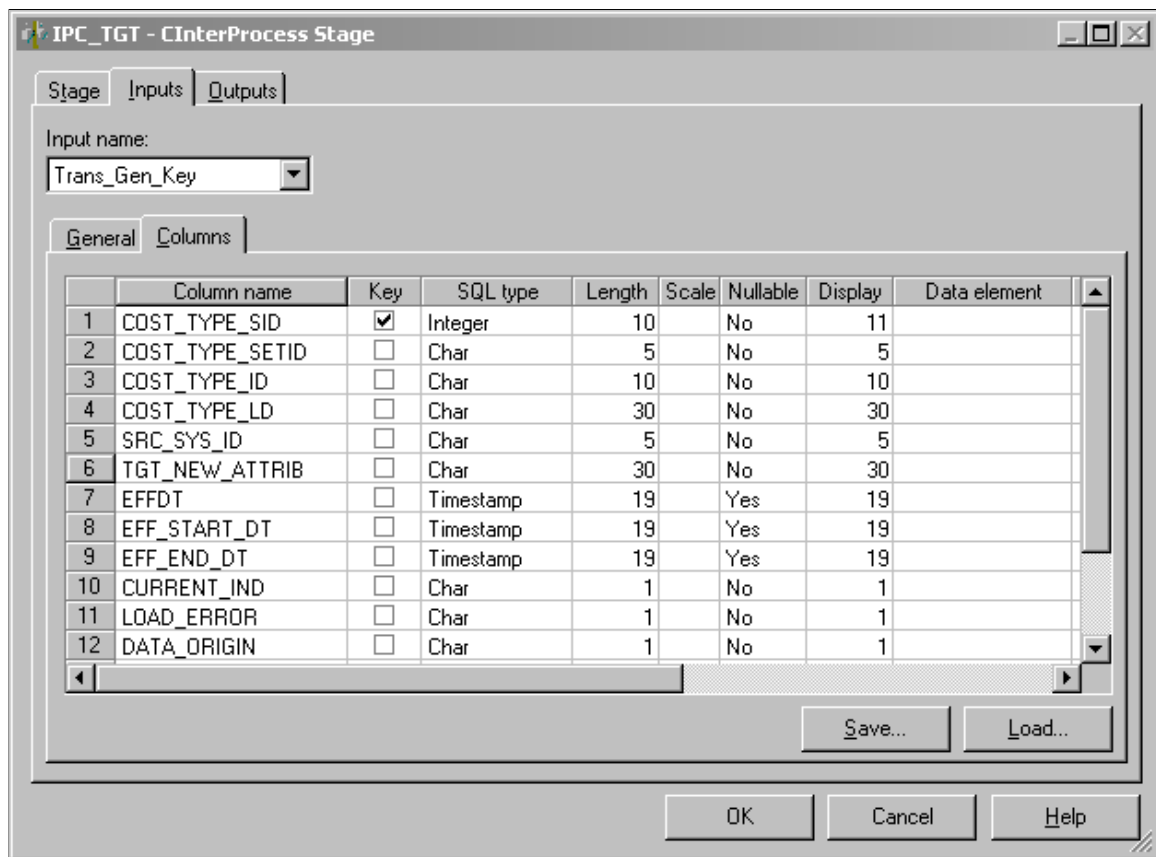 IPC_TGT - CInterProcess Stage
Stage Inputs Outputs
Input name:
Trans_Gen_Key
General Columns
Column name Key SQL type Length Scale Nullable Display Data element
1 COST_TYPE_SID Integer 10 No 11
2 COST_TYPE_SETID Char 5 No 5
3 COST_TYPE_ID Char 10 No 10
4 COST_TYPE_LD Char 30 No 30
5 SRC_SYS_ID Char 5 No 5
6 TGT_NEW_ATTRIB Char 30 No 30
7 EFFDT Timestamp 19 Yes 19
8 EFF_START_DT Timestamp 19 Yes 19
9 EFF_END_DT Timestamp 19 Yes 19
10 CURRENT_IND Char 1 No 1
11 LOAD_ERROR Char 1 No 1
12 DATA_ORIGIN Char 1 No 1
Save... Load...
OK Cancel Help